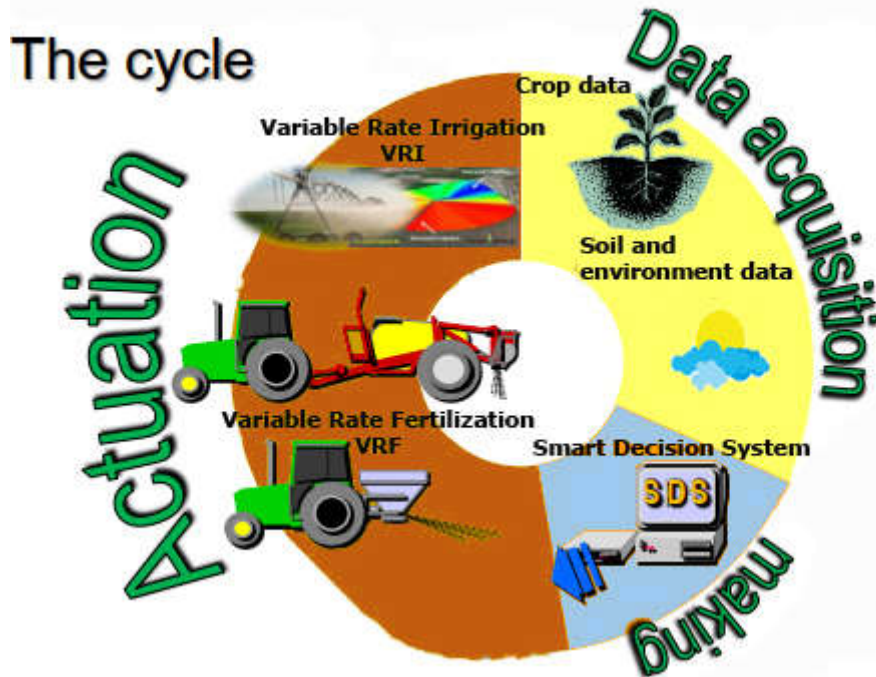 The cycle
Data acquisition
Crop data
Variable Rate Irrigation
VRI
Soil and
environment data
Actuation
Variable Rate Fertilization
VRF
Smart Decision System
SDS
making